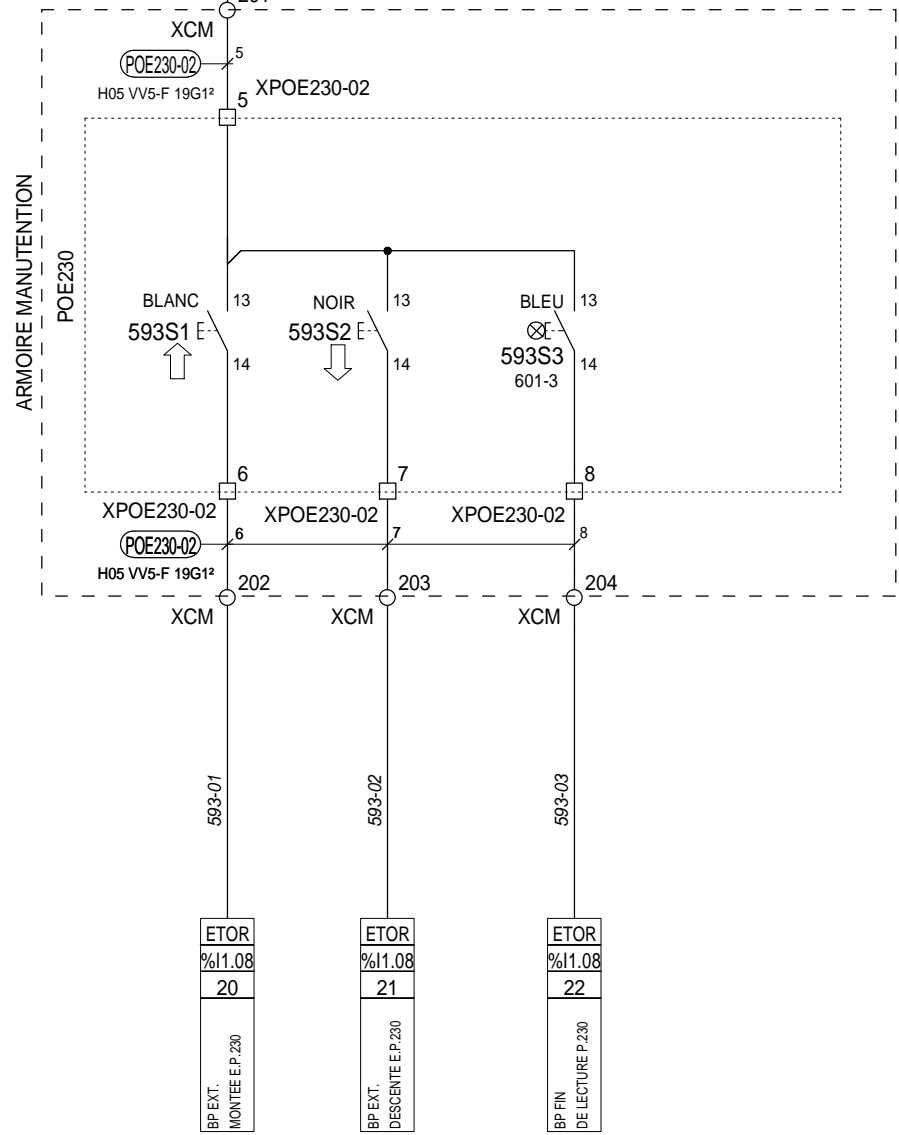 XCM
POE230-02
5
H05 VV5-F 19G1²
XPOE230-02
5
ARMOIRE MANUTENTION
POE230
BLANC
13
593S1
14
NOIR
13
593S2
14
BLEU
13
593S3
14
601-3
6
7
8
XPOE230-02
XPOE230-02
XPOE230-02
POE230-02
6
7
8
H05 VV5-F 19G1²
202
203
204
XCM
XCM
XCM
593-01
593-02
593-03
ETOR
%I1.08
20
BP EXT.
MONTEE E.P.230
ETOR
%I1.08
21
BP EXT.
DESCENTE E.P.230
ETOR
%I1.08
22
BP FIN
DE LECTURE P.230